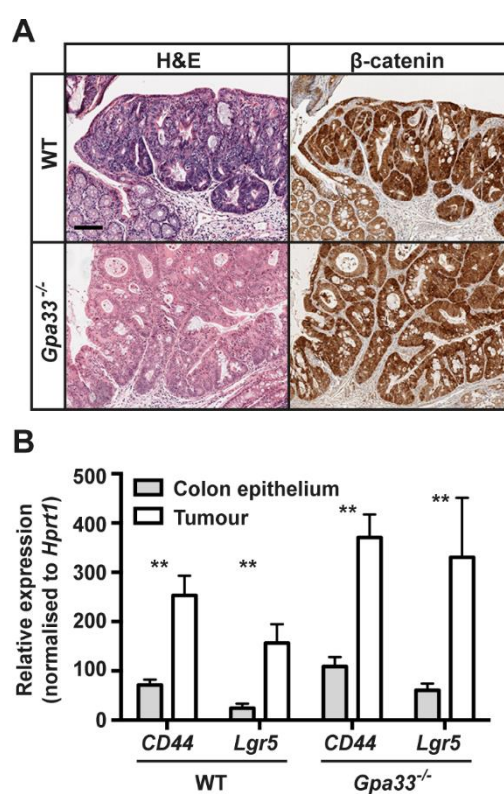 A
H&E
β-catenin
WT
Gpa33-/-
B
Relative expression
(normalised to Hprt1)
500
400
300
200
100
0
Colon epithelium
Tumour
**
**
**
**
CD44
Lgr5
CD44
Lgr5
WT
Gpa33-/-